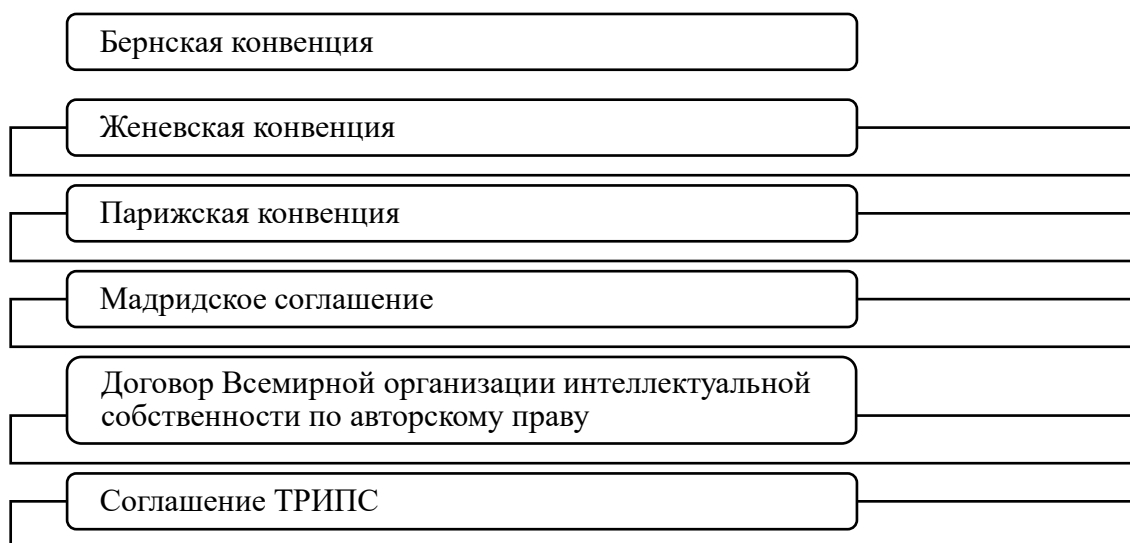 Бернская конвенция
Женевская конвенция
Парижская конвенция
Мадридское соглашение
Договор Всемирной организации интеллектуальной
собственности по авторскому праву
Соглашение ТРИПС